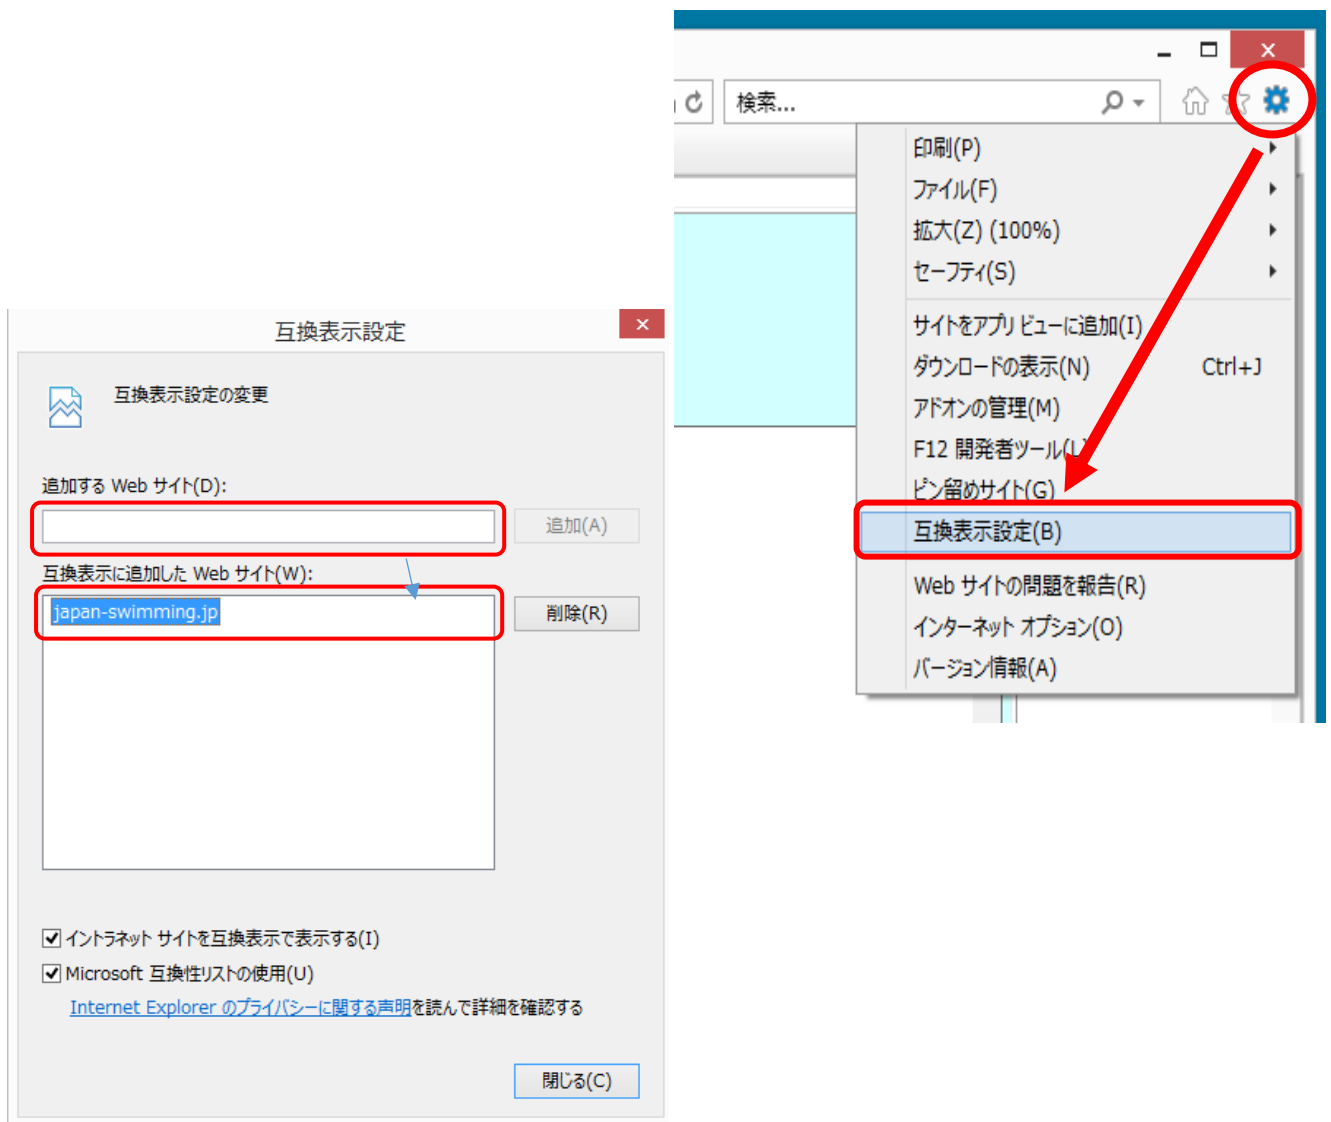 検索...
印刷(P)
ファイル(F)
拡大(Z) (100%)
セーフティ(S)
サイトをアプリ ビューに追加(I)
ダウンロードの表示(N) Ctrl+J
アドオンの管理(M)
F12 開発者ツール(L)
ピン留めサイト(G)
互換表示設定(B)
Web サイトの問題を報告(R)
インターネット オプション(O)
バージョン情報(A)
互換表示設定
互換表示設定の変更
追加する Web サイト(D):
追加(A)
互換表示に追加した Web サイト(W):
japan-swimming.jp
削除(R)
イントラネット サイトを互換表示で表示する(I)
Microsoft 互換性リストの使用(U)
Internet Explorer のプライバシーに関する声明を読んで詳細を確認する
閉じる(C)